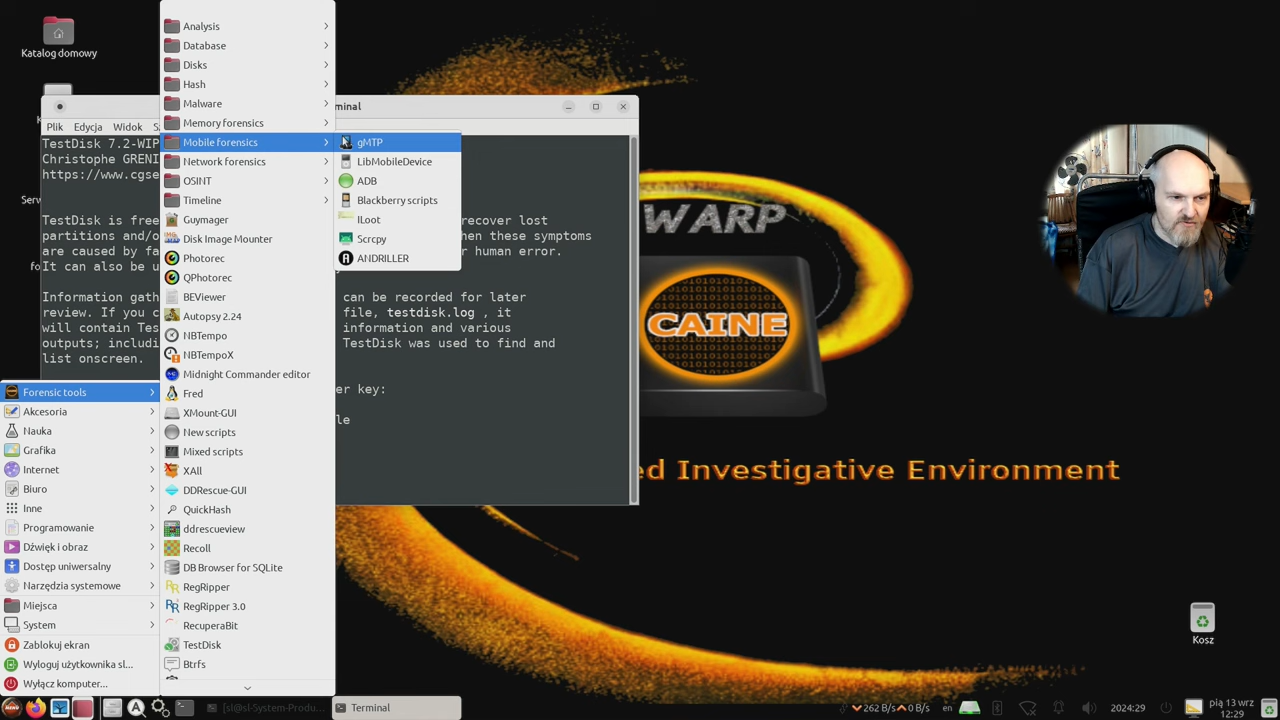 Katalog domowy
Analysis
Database
Disks
Hash
Malware
Memory forensics
Mobile forensics
Network forensics
OSINT
Timeline
Guymager
Disk Image Mounter
Photorec
QPhotorec
BEViewer
Autopsy 2.24
NBTempo
NBTempoX
Midnight Commander editor
Fred
XMount-GUI
New scripts
Mixed scripts
XAll
DDRescue-GUI
QuickHash
ddrescueview
Recoll
DB Browser for SQLite
RegRipper
RegRipper 3.0
RecuperaBit
TestDisk
Btrfs
gMTP
LibMobileDevice
ADB
Blackberry scripts
ILoot
Scrcpy
ANDRILLER
minal
Plik Edycja Widok
TestDisk 7.2-WIP
Christophe GRENI
https://www.cgse
TestDisk is free
ecover lost
partitions and/o
hen these symptoms
are caused by fa
r human error.
It can also be u
Information gath
can be recorded for later
review. If you c
file, testdisk.log , it
will contain Tes
information and various
outputs; includi
TestDisk was used to find and
list onscreen.
er key:
le
Forensic tools
Akcesoria
Nauka
Grafika
Internet
Biuro
Inne
Programowanie
Dźwięk i obraz
Dostęp uniwersalny
Narzędzia systemowe
Miejsca
System
Zablokuj ekran
Wyloguj użytkownika sl...
Wyłącz komputer...
WARP
CAINE
ed Investigative Environment
Kosz
[sl@sl-System-Produ...
Terminal
262 B/s 0 B/s
en
2024:29
pią 13 wrz
12:29